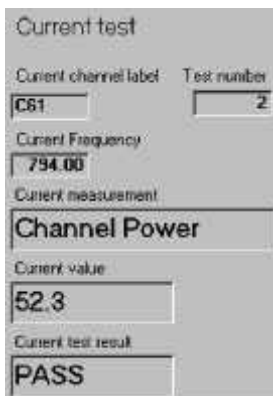 Current test
Current channel label Test number
C61 2
Current Frequency
794.00
Current measurement
Channel Power
Current value
52.3
Current test result
PASS